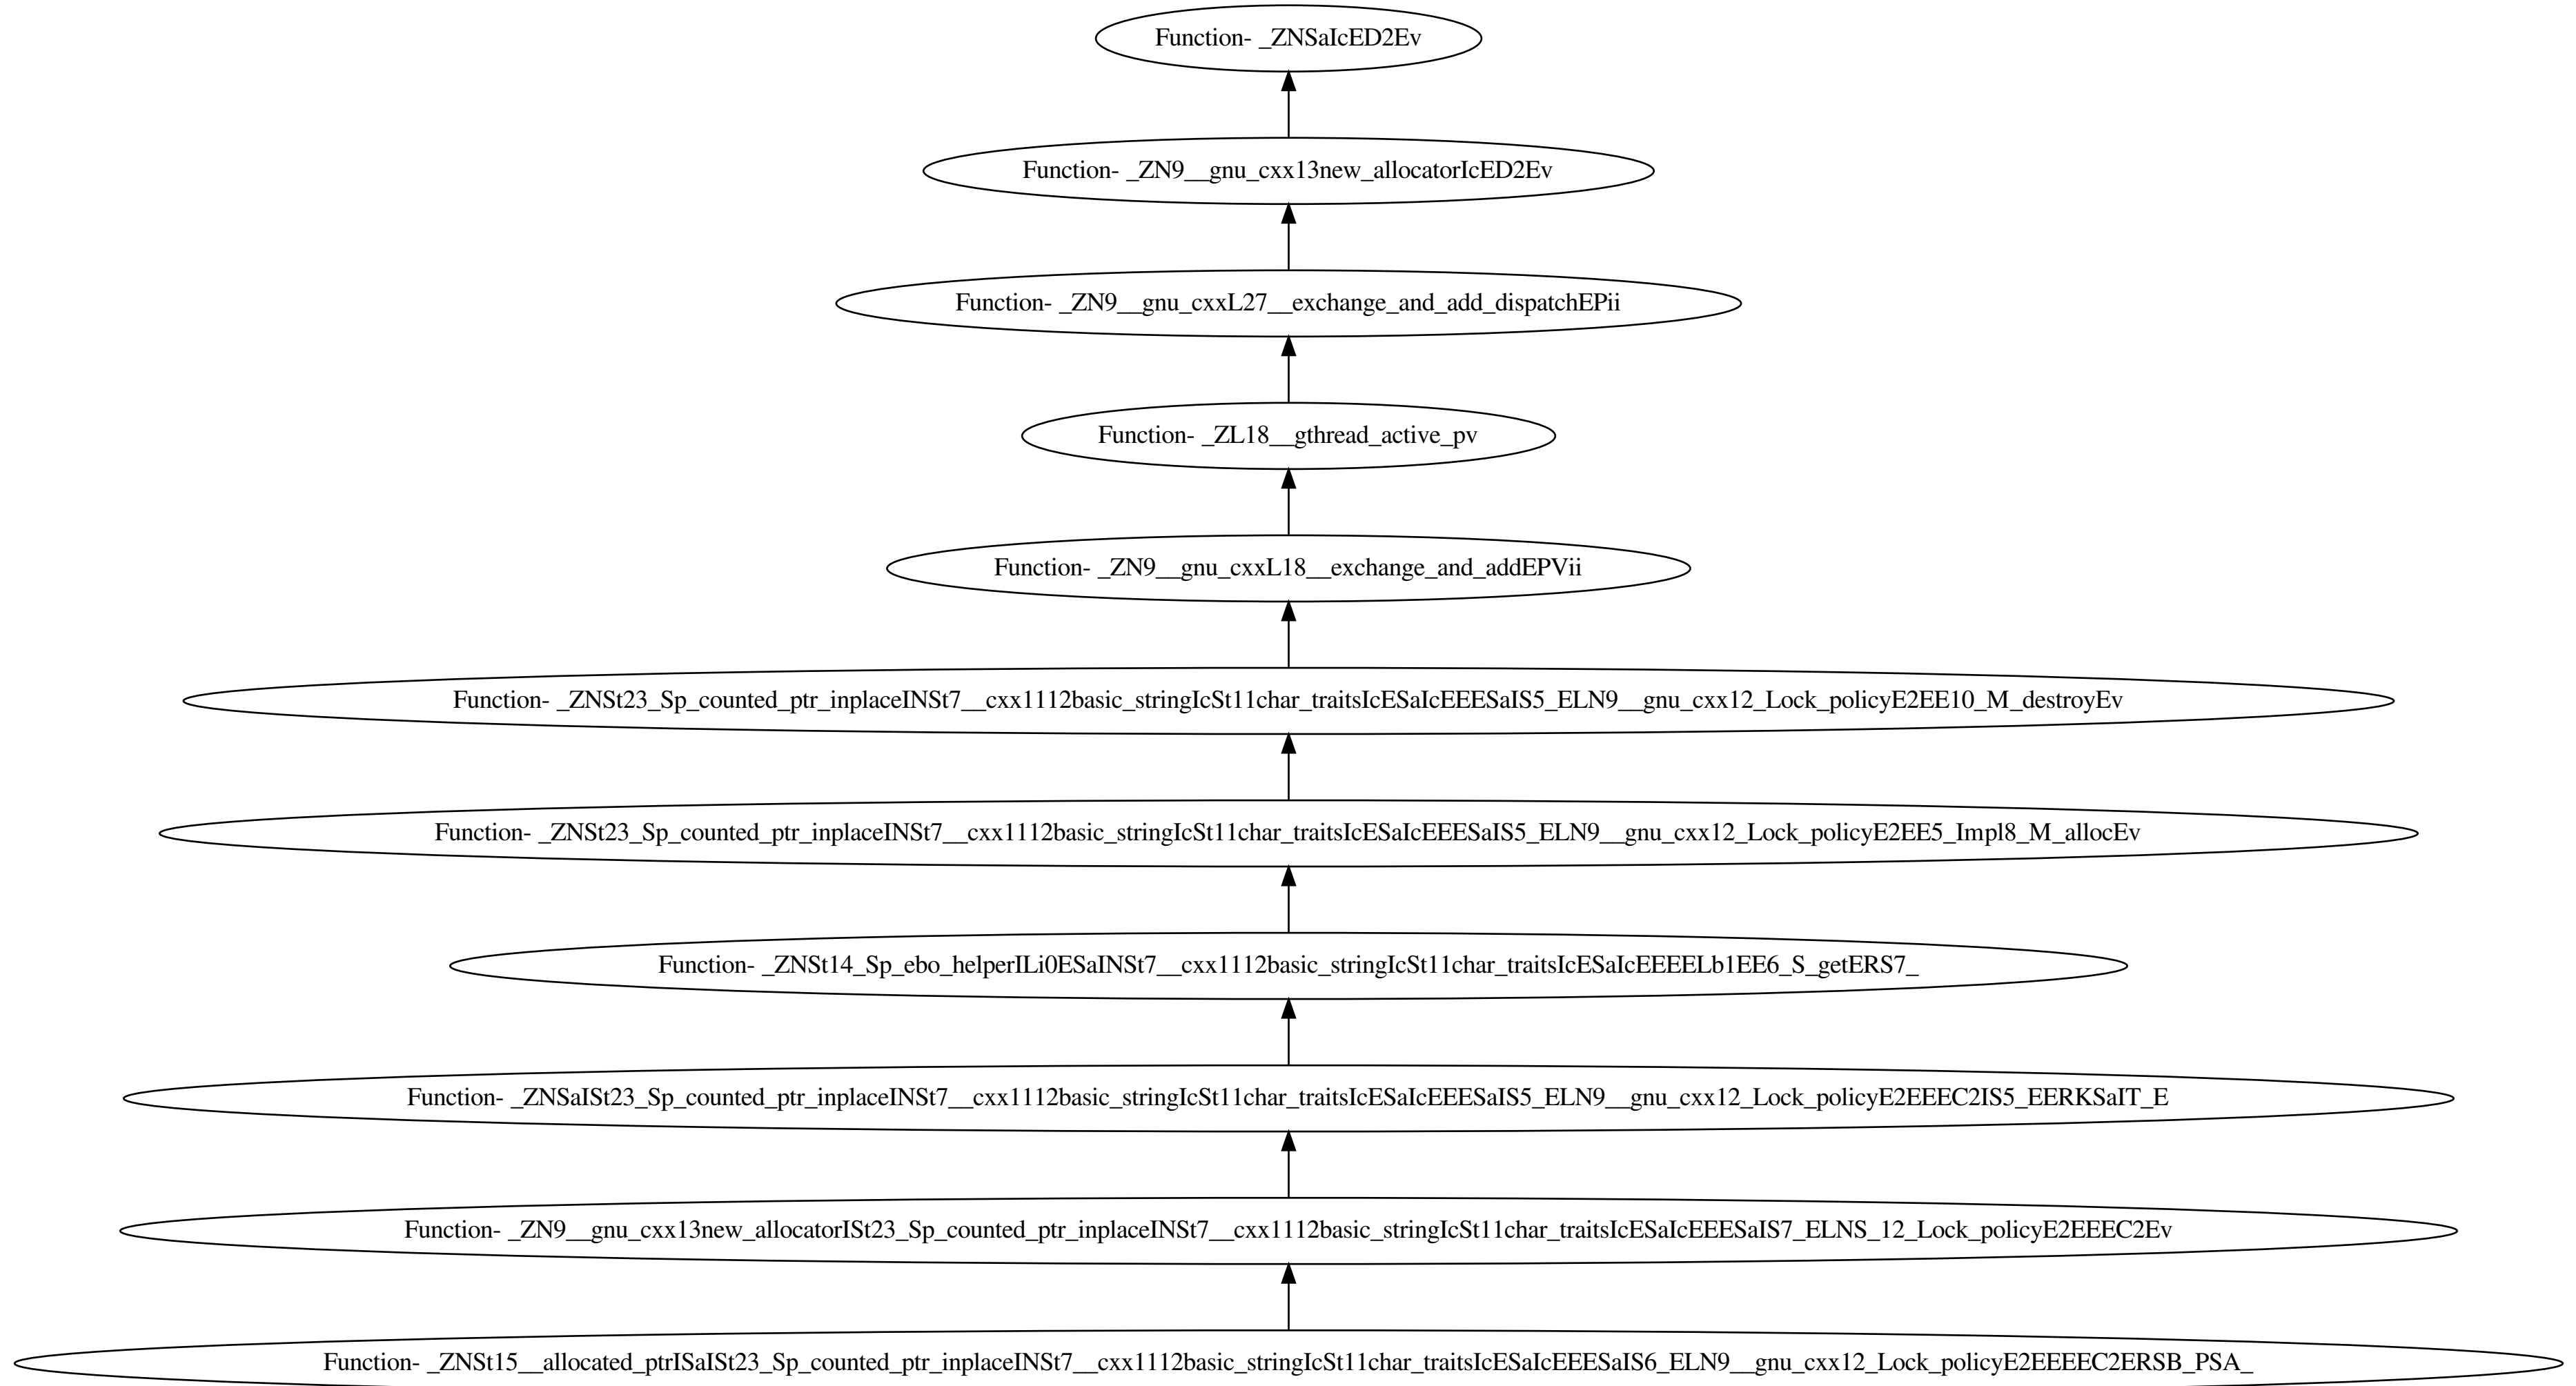 Function- _ZNSaIcED2Ev
Function- _ZN9__gnu_cxx13new_allocatorIcED2Ev
Function- _ZN9__gnu_cxxL27__exchange_and_add_dispatchEPii
Function- _ZL18__gthread_active_pv
Function- _ZN9__gnu_cxxL18__exchange_and_addEPVii
Function- _ZNSt23_Sp_counted_ptr_inplaceINSt7__cxx1112basic_stringIcSt11char_traitsIcESaIcEEESaIS5_ELN9__gnu_cxx12_Lock_policyE2EE10_M_destroyEv
Function- _ZNSt23_Sp_counted_ptr_inplaceINSt7__cxx1112basic_stringIcSt11char_traitsIcESaIcEEESaIS5_ELN9__gnu_cxx12_Lock_policyE2EE5_Impl8_M_allocEv
Function- _ZNSt14_Sp_ebo_helperILi0ESaINSt7__cxx1112basic_stringIcSt11char_traitsIcESaIcEEEELb1EE6_S_getERS7_
Function- _ZNSaISt23_Sp_counted_ptr_inplaceINSt7__cxx1112basic_stringIcSt11char_traitsIcESaIcEEESaIS5_ELN9__gnu_cxx12_Lock_policyE2EEEC2IS5_EERKSaIT_E
Function- _ZN9__gnu_cxx13new_allocatorISt23_Sp_counted_ptr_inplaceINSt7__cxx1112basic_stringIcSt11char_traitsIcESaIcEEESaIS7_ELNS_12_Lock_policyE2EEEC2Ev
Function- _ZNSt15__allocated_ptrISaISt23_Sp_counted_ptr_inplaceINSt7__cxx1112basic_stringIcSt11char_traitsIcESaIcEEESaIS6_ELN9__gnu_cxx12_Lock_policyE2EEEEC2ERSB_PSA_